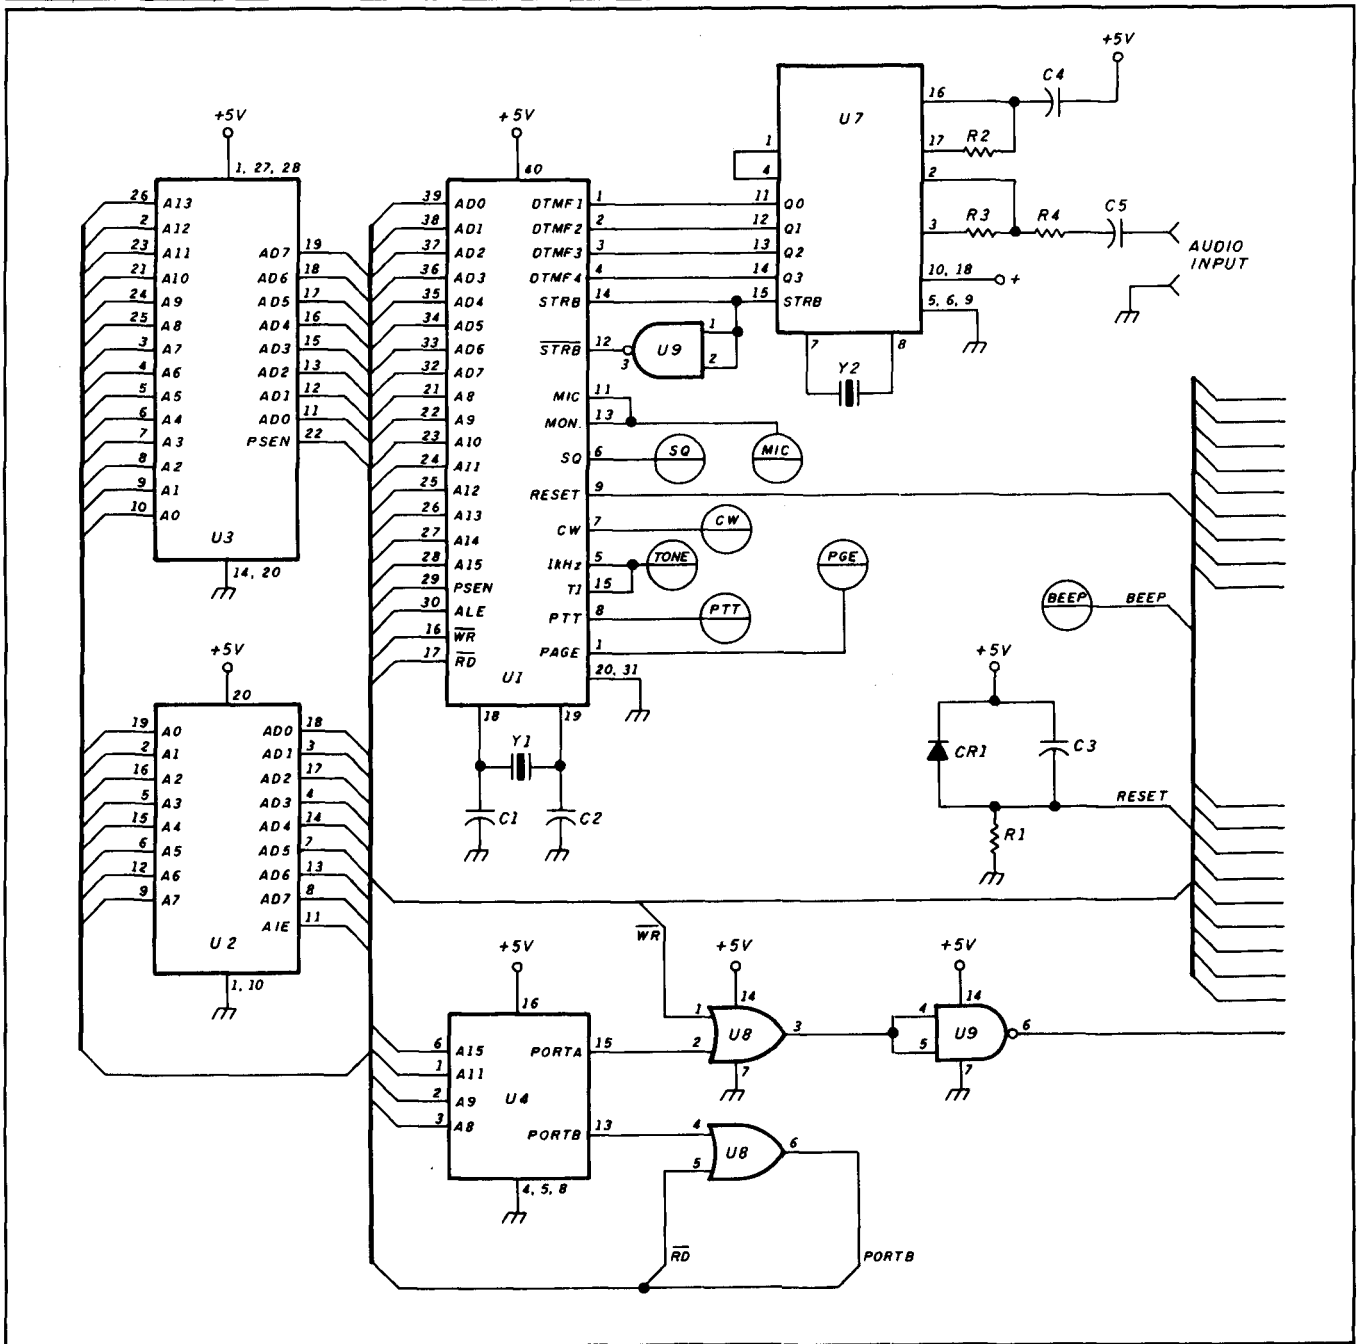 +5V
C4
16
U7
17
R2
1
4
2
+5V
1, 27, 28
+5V
40
26 A13
2 A12
23 A11
21 A10
24 A9
25 A8
3 A7
4 A6
5 A5
6 A4
7 A3
8 A2
9 A1
10 A0
AD7 19
AD6 18
AD5 17
AD4 16
AD3 15
AD2 13
AD1 12
AD0 11
PSEN 22
U3
14, 20
39 AD0
38 AD1
37 AD2
36 AD3
35 AD4
34 AD5
33 AD6
32 AD7
21 A8
22 A9
23 A10
24 A11
25 A12
26 A13
27 A14
28 A15
29 PSEN
30 ALE
16 WR
17 RD
DTMF1 1
DTMF2 2
DTMF3 3
DTMF4 4
STRB 14
STRB 12
MIC 11
MON. 13
SQ 6
RESET 9
CW 7
1kHz 5
T1 15
PTT 8
PAGE 1
U1
20, 31
18
19
Y1
C1
C2
11 Q0
12 Q1
13 Q2
14 Q3
15 STRB
3 R3
R4
C5
AUDIO
INPUT
10, 18
+
5, 6, 9
7
8
Y2
1
U9
3
2
SQ
MIC
CW
TONE
PGE
PTT
BEEP
BEEP
+5V
CR1
C3
RESET
R1
+5V
20
19 A0
2 A1
16 A2
5 A3
15 A4
6 A5
12 A6
9 A7
AD0 18
AD1 3
AD2 17
AD3 4
AD4 14
AD5 7
AD6 13
AD7 8
AIE 11
U2
1, 10
WR
+5V
16
6 A15
1 A11
2 A9
3 A8
PORTA 15
U4
PORTB 13
4, 5, 8
+5V
14
1
2
U8
3
7
+5V
14
4
5
U9
6
7
4
5
U8
6
RD
PORTB